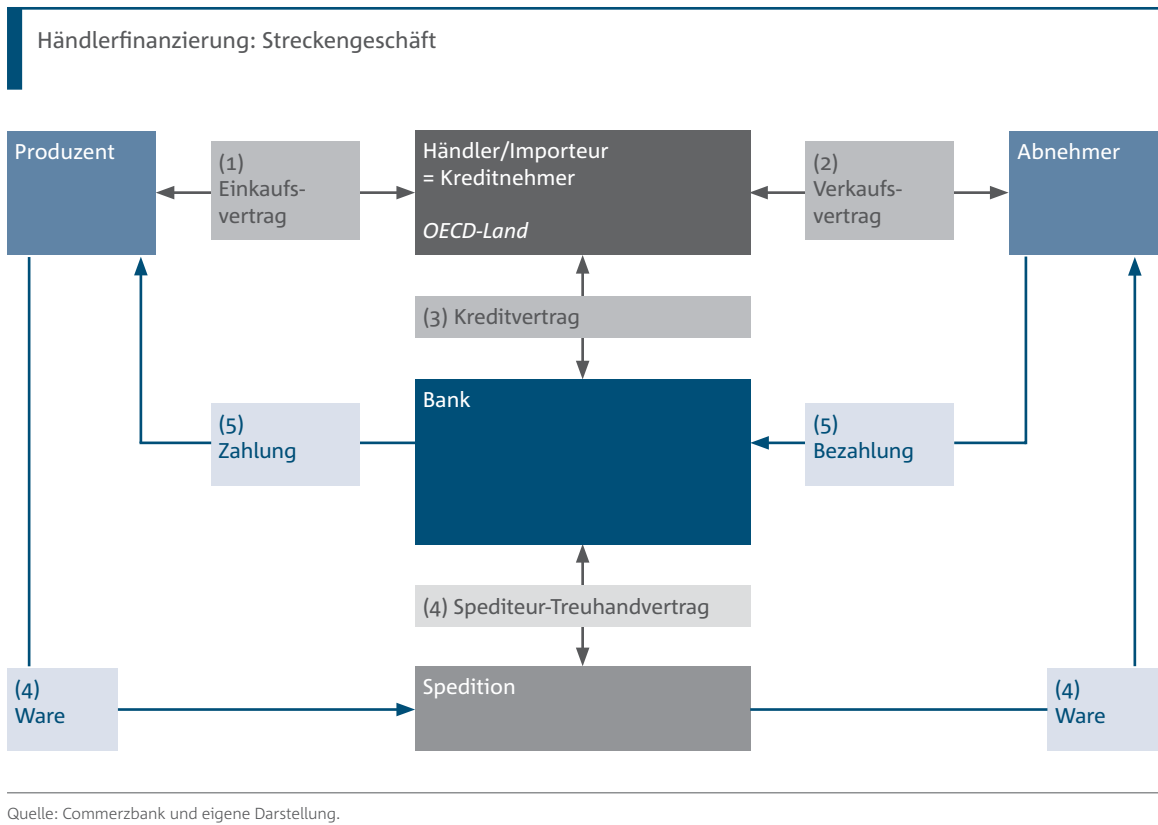 Händlerfinanzierung: Streckengeschäft
Produzent
(1)
Einkaufs-
vertrag
Händler/Importeur
= Kreditnehmer
OECD-Land
(2)
Verkaufs-
vertrag
Abnehmer
(3) Kreditvertrag
Bank
(5)
Zahlung
(5)
Bezahlung
(4) Spediteur-Treuhandvertrag
(4)
Ware
Spedition
(4)
Ware
Quelle: Commerzbank und eigene Darstellung.